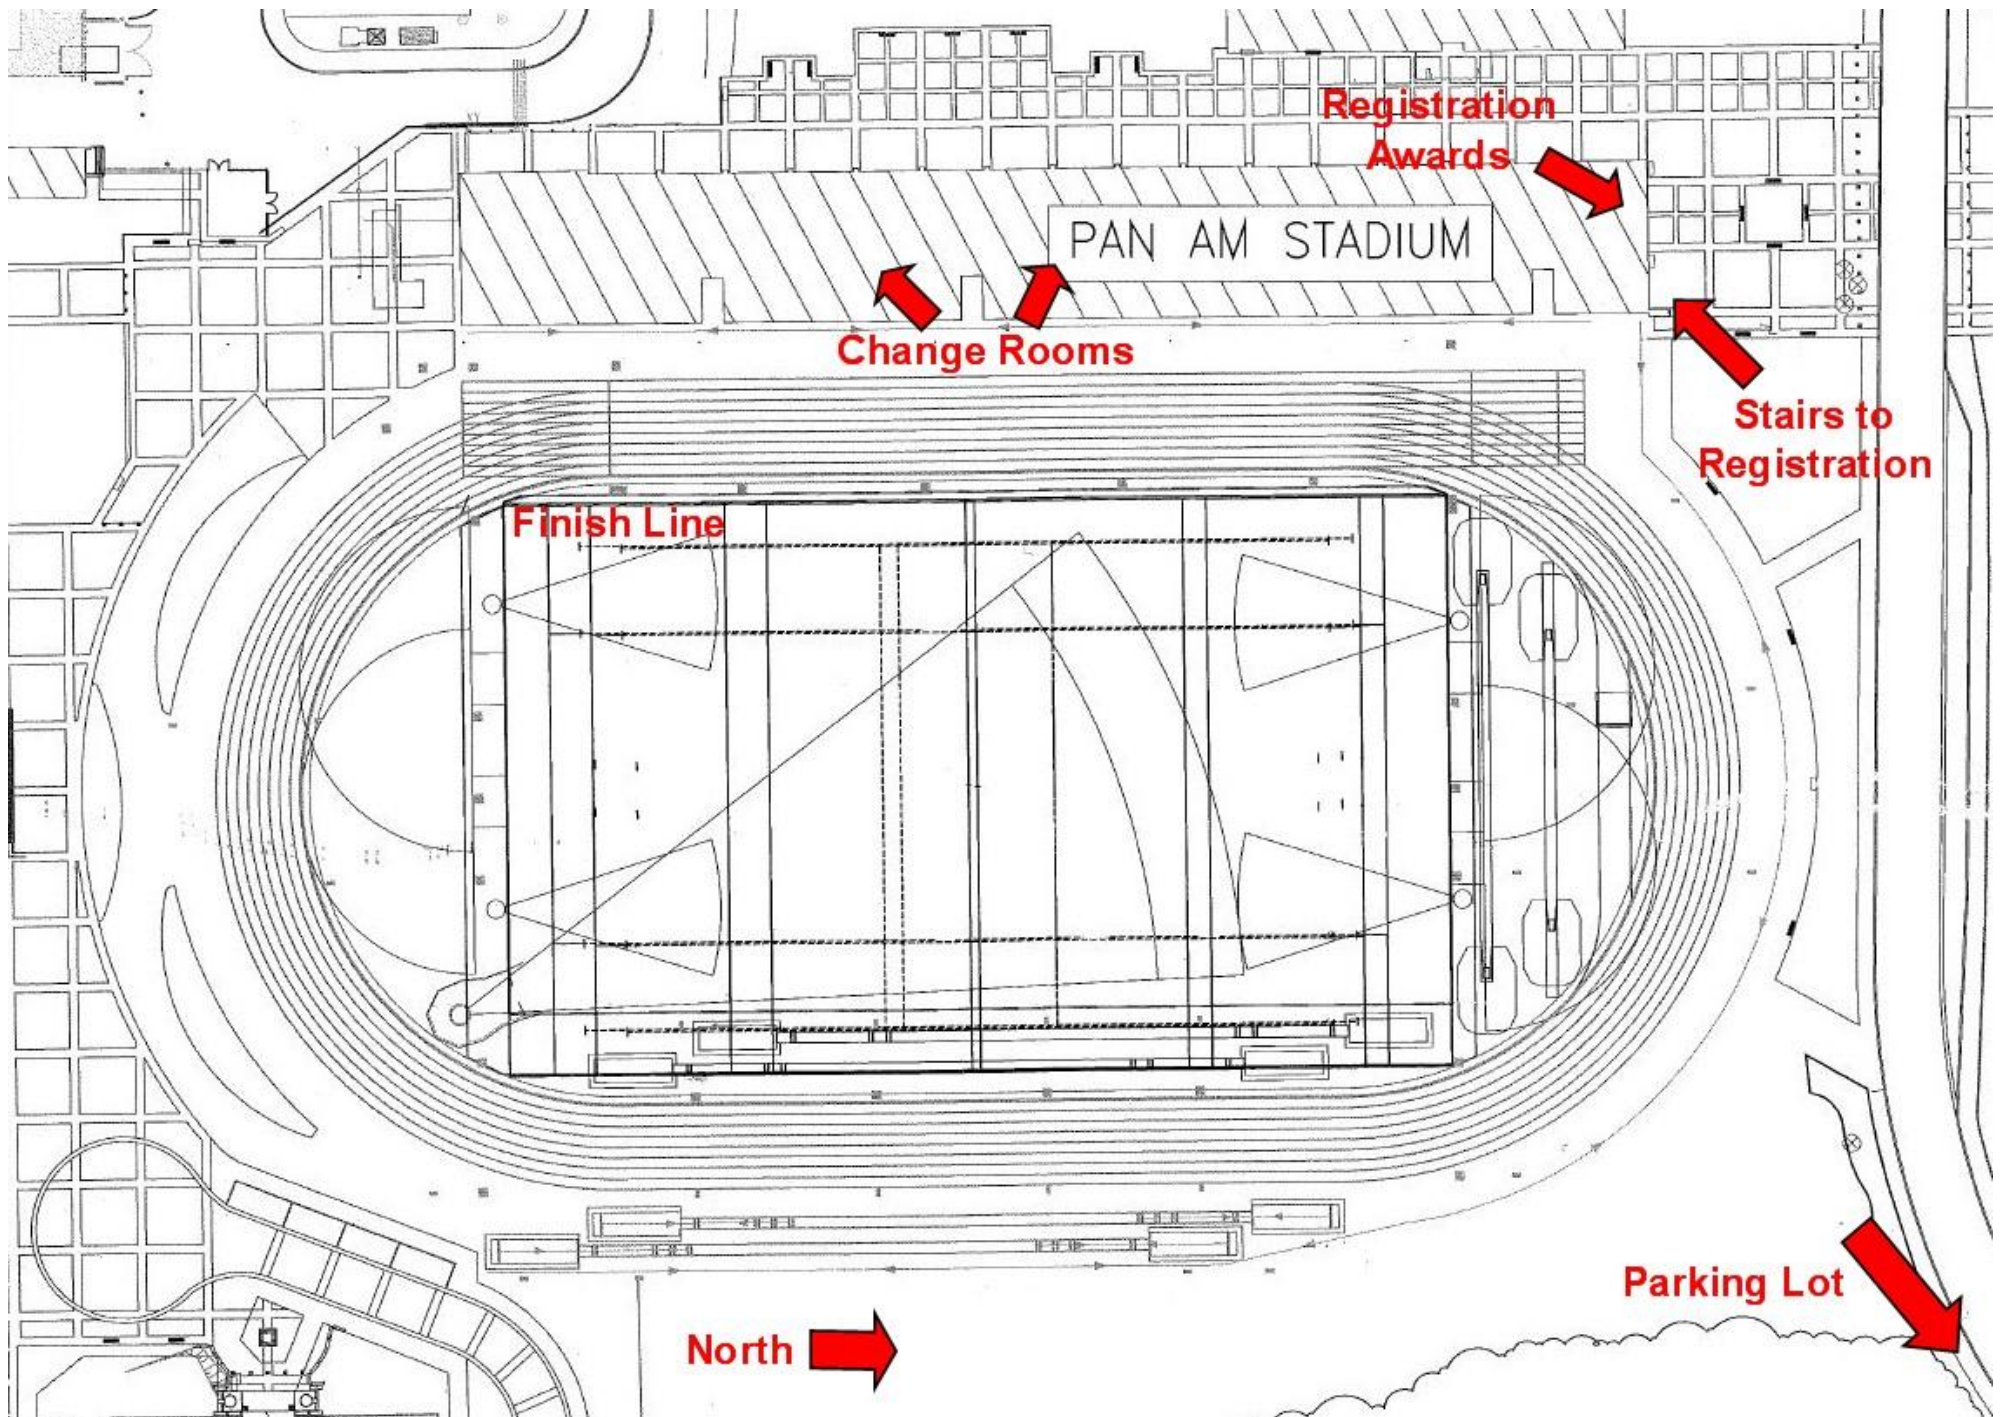 Registration
Awards
PAN AM STADIUM
Change Rooms
Stairs to
Registration
Finish Line
Parking Lot
North